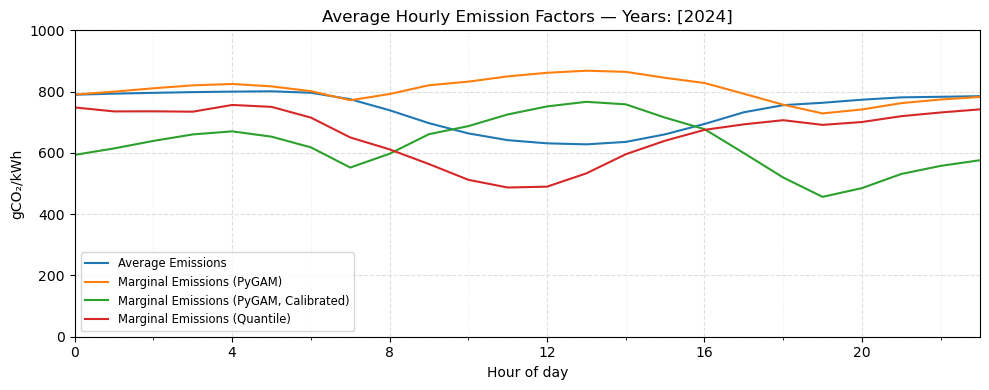 Average Hourly Emission Factors — Years: [2024]
gCO₂/kWh
1000
800
600
400
200
0
Average Emissions
Marginal Emissions (PyGAM)
Marginal Emissions (PyGAM, Calibrated)
Marginal Emissions (Quantile)
0 4 8 12 16 20
Hour of day